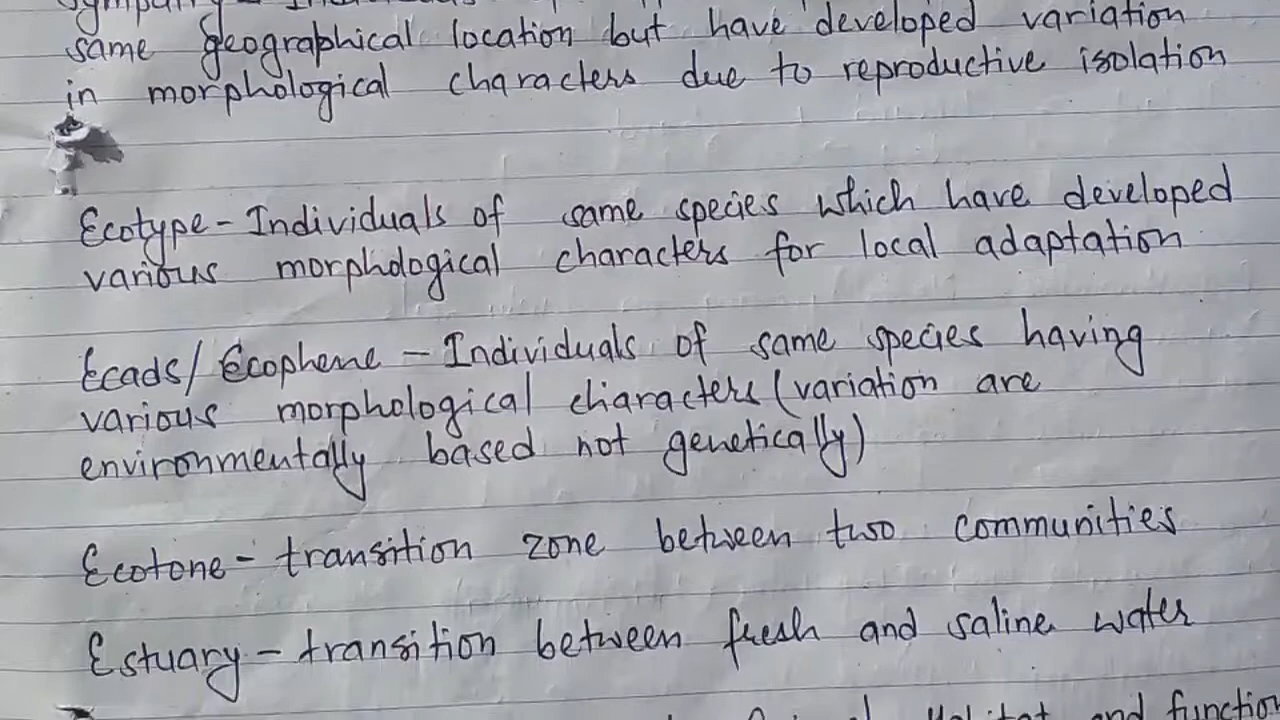 same geographical location but have developed variation
in morphological characters due to reproductive isolation
Ecotype - Individuals of same species which have developed
various morphological characters for local adaptation
Ecads/ Ecophene - Individuals of same species having
various morphological characters (variation are
environmentally based not genetically)
Ecotone - transition zone between two communities
Estuary - transition between fresh and saline water
and function